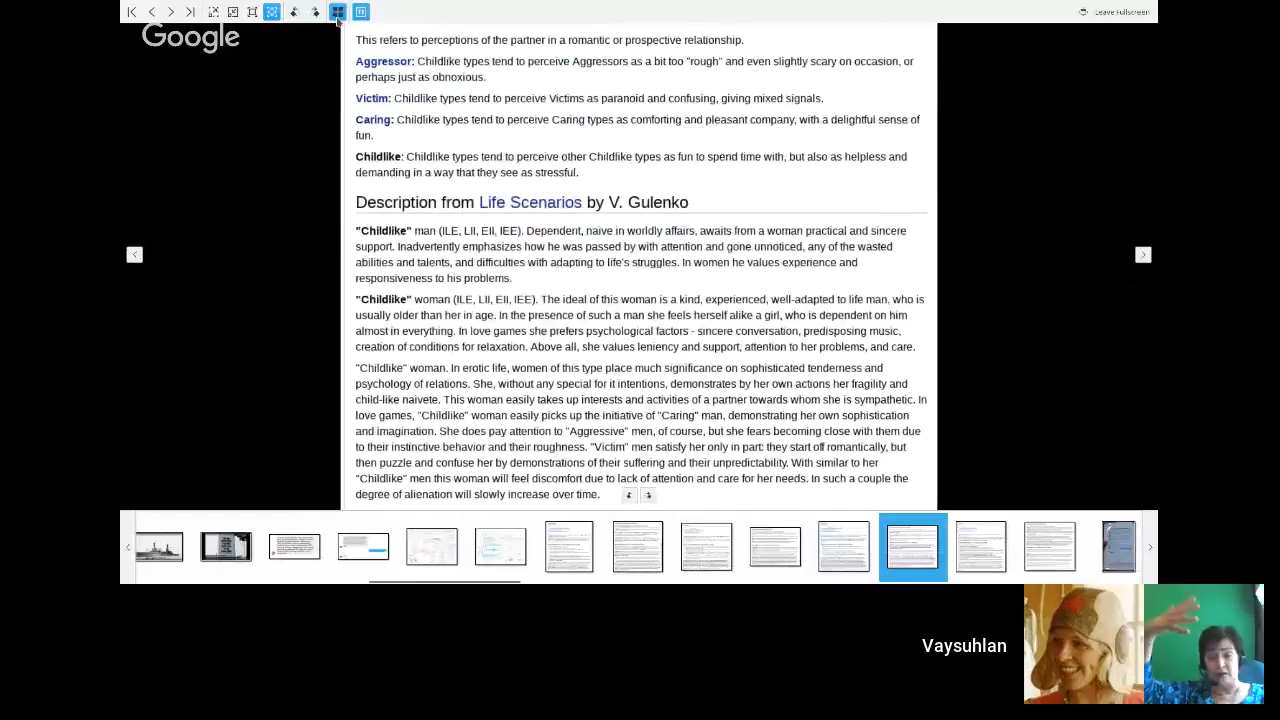 Leave Fullscreen
Google
This refers to perceptions of the partner in a romantic or prospective relationship.
Aggressor: Childlike types tend to perceive Aggressors as a bit too "rough" and even slightly scary on occasion, or
perhaps just as obnoxious.
Victim: Childlike types tend to perceive Victims as paranoid and confusing, giving mixed signals.
Caring: Childlike types tend to perceive Caring types as comforting and pleasant company, with a delightful sense of
fun.
Childlike: Childlike types tend to perceive other Childlike types as fun to spend time with, but also as helpless and
demanding in a way that they see as stressful.
Description from Life Scenarios by V. Gulenko
"Childlike" man (ILE, LII, EII, IEE). Dependent, naive in worldly affairs, awaits from a woman practical and sincere
support. Inadvertently emphasizes how he was passed by with attention and gone unnoticed, any of the wasted
abilities and talents, and difficulties with adapting to life's struggles. In women he values experience and
responsiveness to his problems.
"Childlike" woman (ILE, LII, EII, IEE). The ideal of this woman is a kind, experienced, well-adapted to life man, who is
usually older than her in age. In the presence of such a man she feels herself alike a girl, who is dependent on him
almost in everything. In love games she prefers psychological factors - sincere conversation, predisposing music,
creation of conditions for relaxation. Above all, she values leniency and support, attention to her problems, and care.
"Childlike" woman. In erotic life, women of this type place much significance on sophisticated tenderness and
psychology of relations. She, without any special for it intentions, demonstrates by her own actions her fragility and
child-like naivete. This woman easily takes up interests and activities of a partner towards whom she is sympathetic. In
love games, "Childlike" woman easily picks up the initiative of "Caring" man, demonstrating her own sophistication
and imagination. She does pay attention to "Aggressive" men, of course, but she fears becoming close with them due
to their instinctive behavior and their roughness. "Victim" men satisfy her only in part: they start off romantically, but
then puzzle and confuse her by demonstrations of their suffering and their unpredictability. With similar to her
"Childlike" men this woman will feel discomfort due to lack of attention and care for her needs. In such a couple the
degree of alienation will slowly increase over time.
Vaysuhlan